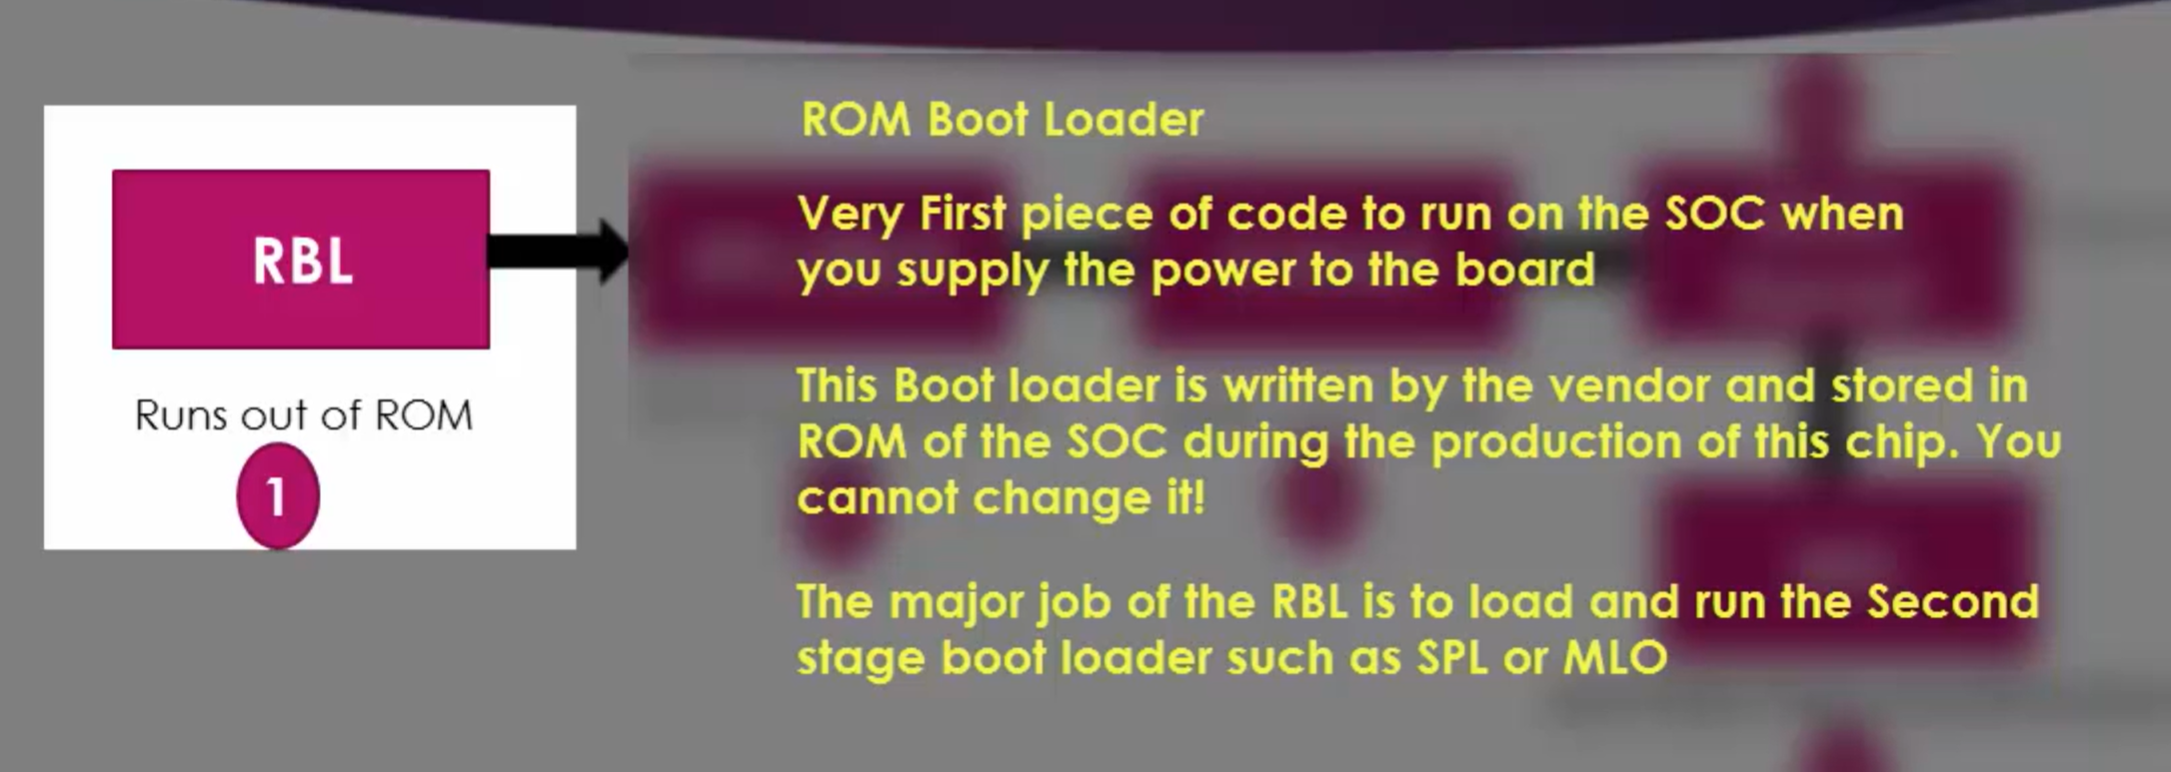 RBL
Runs out of ROM
1
ROM Boot Loader
Very First piece of code to run on the SOC when
you supply the power to the board
This Boot loader is written by the vendor and stored in
ROM of the SOC during the production of this chip. You
cannot change it!
The major job of the RBL is to load and run the Second
stage boot loader such as SPL or MLO